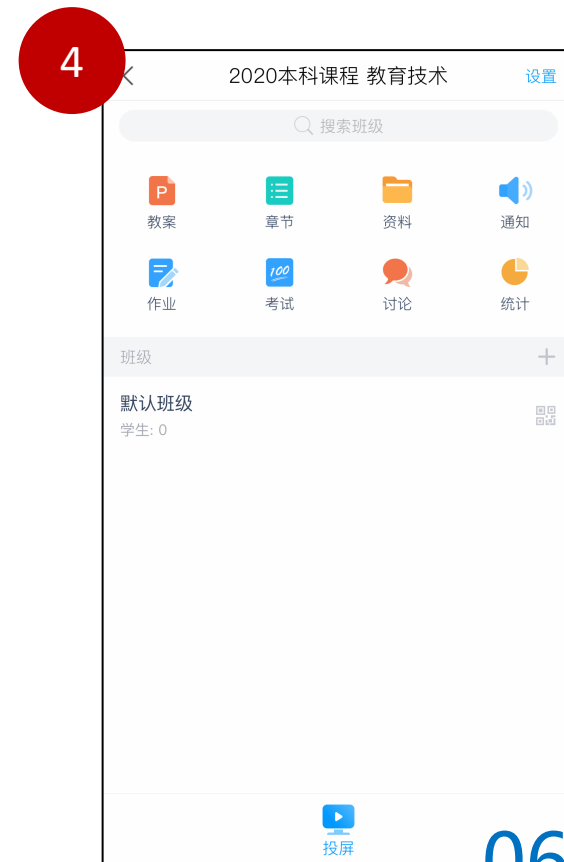 4
2020本科课程 教育技术
设置
搜索班级
P
教案
章节
资料
通知
作业
100
考试
讨论
统计
班级
默认班级
学生: 0
投屏
06